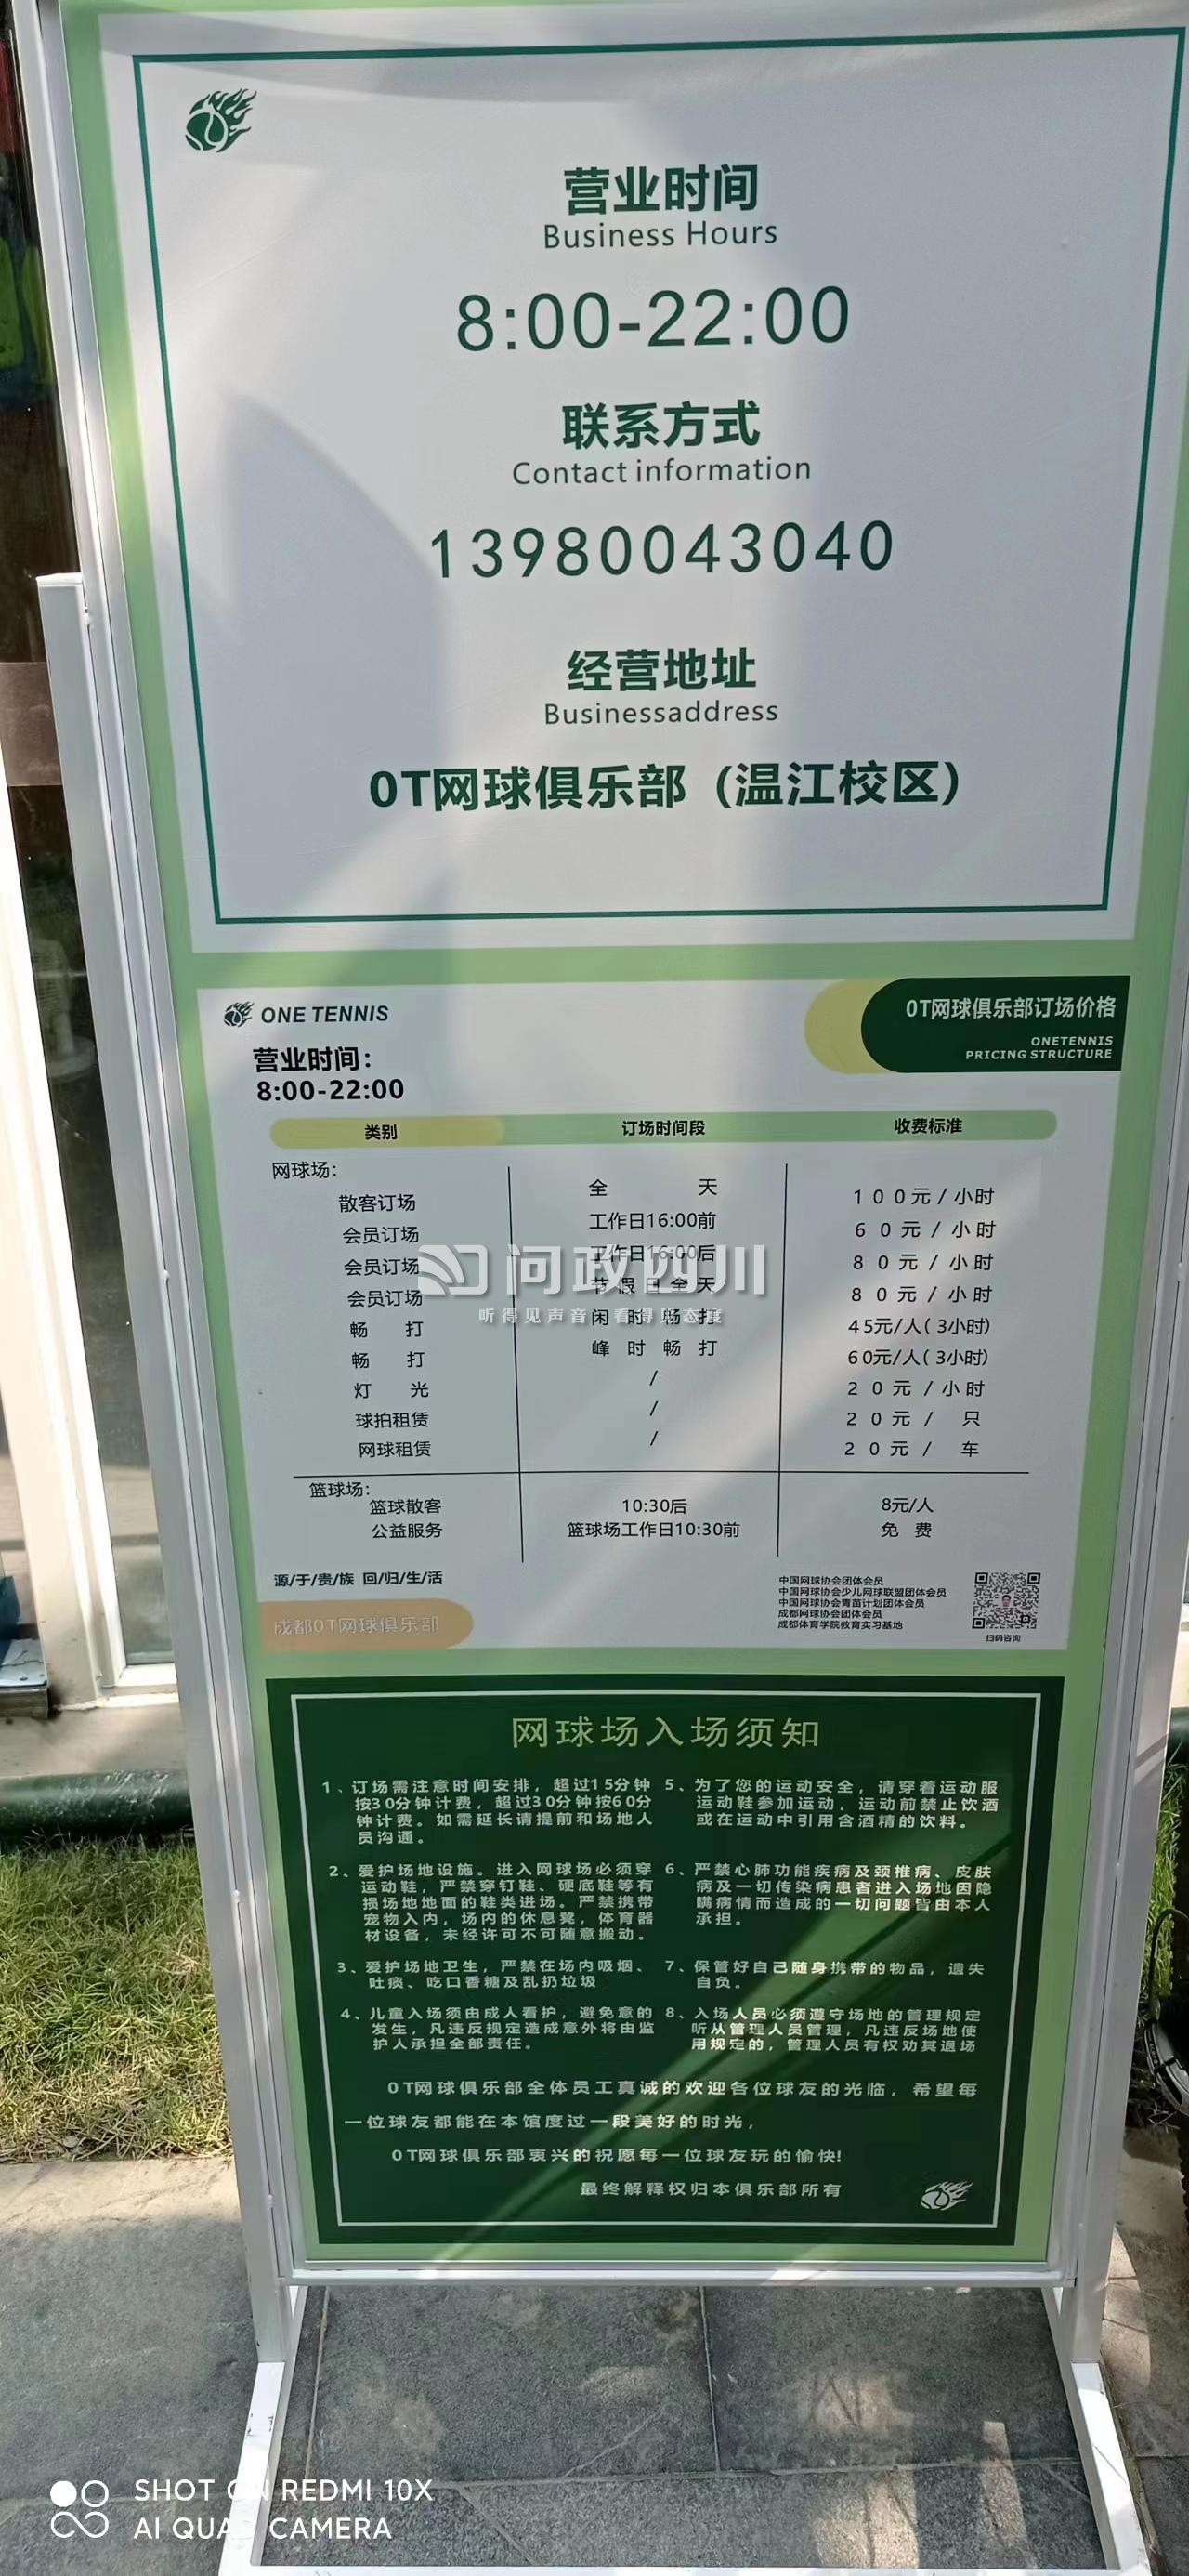 营业时间
Business Hours
8:00-22:00
联系方式
Contact information
13980043040
经营地址
Businessaddress
OT网球俱乐部（温江校区）
ONE TENNIS
OT网球俱乐部订场价格
ONETENNIS
PRICING STRUCTURE
营业时间：
8:00-22:00
类别 订场时间段 收费标准
网球场：
散客订场 全 天 100元/小时
会员订场 工作日16:00前 60元/小时
会员订场 工作日16:00后 80元/小时
会员订场 节假日全天 80元/小时
畅 打 闲时畅打 45元/人(3小时)
畅 打 峰时畅打 60元/人(3小时)
灯 光 / 20元/小时
球拍租赁 / 20元/ 只
网球租赁 / 20元/ 车
问政四川
听得见声音 看得见态度
篮球场：
篮球散客 10:30后 8元/人
公益服务 篮球场工作日10:30前 免 费
源/于/贵/族 回/归/生/活
成都OT网球俱乐部
中国网球协会团体会员
中国网球协会少儿网球联盟团体会员
中国网球协会青苗计划团体会员
成都网球协会团体会员
成都体育学院教育实习基地
扫码咨询
网球场入场须知
1、订场需注意时间安排，超过15分钟
按30分钟计费，超过30分钟按60分
钟计费。如需延长请提前和场地人
员沟通。
2、爱护场地设施。进入网球场必须穿
运动鞋，严禁穿钉鞋、硬底鞋等有
损场地地面的鞋类进场。严禁携带
宠物入内，场内的休息凳，体育器
材设备，未经许可不可随意搬动。
3、爱护场地卫生，严禁在场内吸烟、
吐痰、吃口香糖及乱扔垃圾
4、儿童入场须由成人看护，避免意的
发生，凡违反规定造成意外将由监
护人承担全部责任。
5、为了您的运动安全，请穿着运动服
运动鞋参加运动，运动前禁止饮酒
或在运动中引用含酒精的饮料。
6、严禁心肺功能疾病及颈椎病、皮肤
病及一切传染病患者进入场地因隐
瞒病情而造成的一切问题皆由本人
承担。
7、保管好自己随身携带的物品，遗失
自负。
8、入场人员必须遵守场地的管理规定
听从管理人员管理，凡违反场地使
用规定的，管理人员有权劝其退场
OT网球俱乐部全体员工真诚的欢迎各位球友的光临，希望每
一位球友都能在本馆度过一段美好的时光，
OT网球俱乐部衷兴的祝愿每一位球友玩的愉快!
最终解释权归本俱乐部所有
SHOT ON REDMI 10X
AI QUAD CAMERA